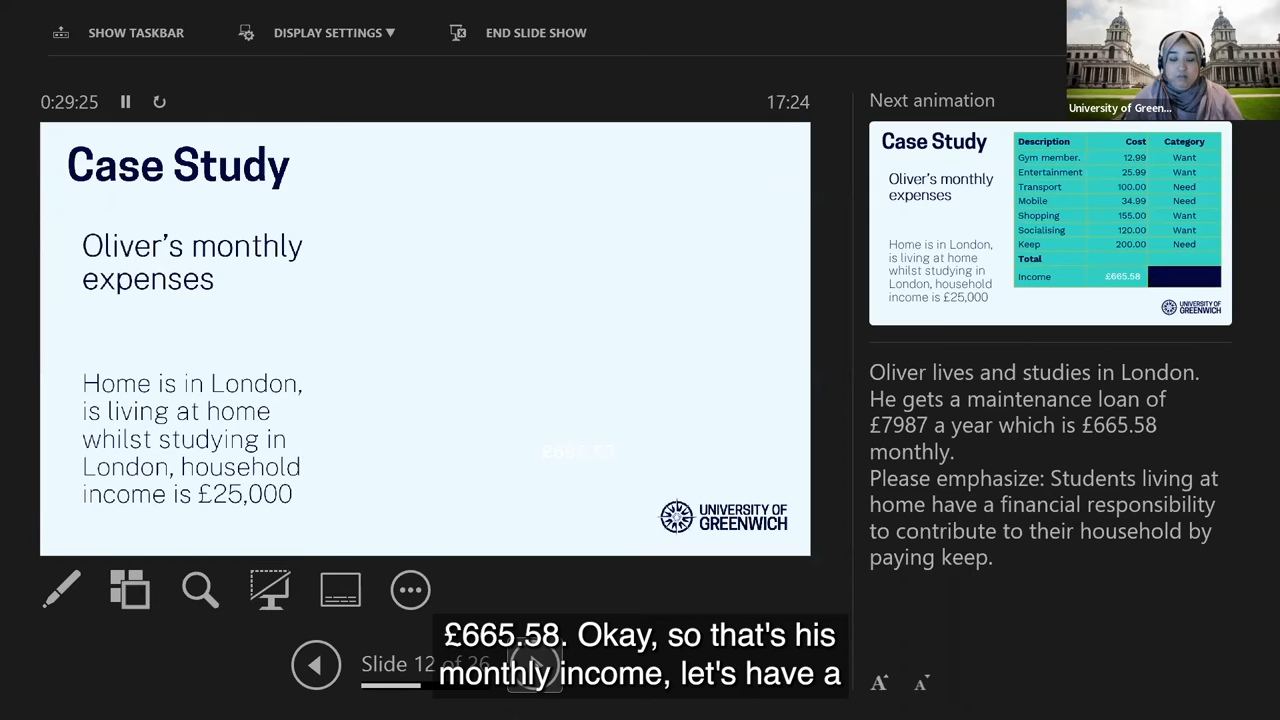 SHOW TASKBAR
DISPLAY SETTINGS ▼
END SLIDE SHOW
University of Green...
0:29:25
17:24
Next animation
Case Study
Oliver's monthly
expenses
Home is in London,
is living at home
whilst studying in
London, household
income is £25,000
UNIVERSITY OF
GREENWICH
Case Study
Oliver's monthly
expenses
Home is in London,
is living at home
whilst studying in
London, household
income is £25,000
Description Cost Category
Gym member. 12.99 Want
Entertainment 25.99 Want
Transport 100.00 Need
Mobile 34.99 Need
Shopping 155.00 Want
Socialising 120.00 Want
Keep 200.00 Need
Total
Income £665.58
UNIVERSITY OF
GREENWICH
Oliver lives and studies in London.
He gets a maintenance loan of
£7987 a year which is £665.58
monthly.
Please emphasize: Students living at
home have a financial responsibility
to contribute to their household by
paying keep.
£665.58. Okay, so that's his
monthly income, let's have a
Slide 12 of 26
A A